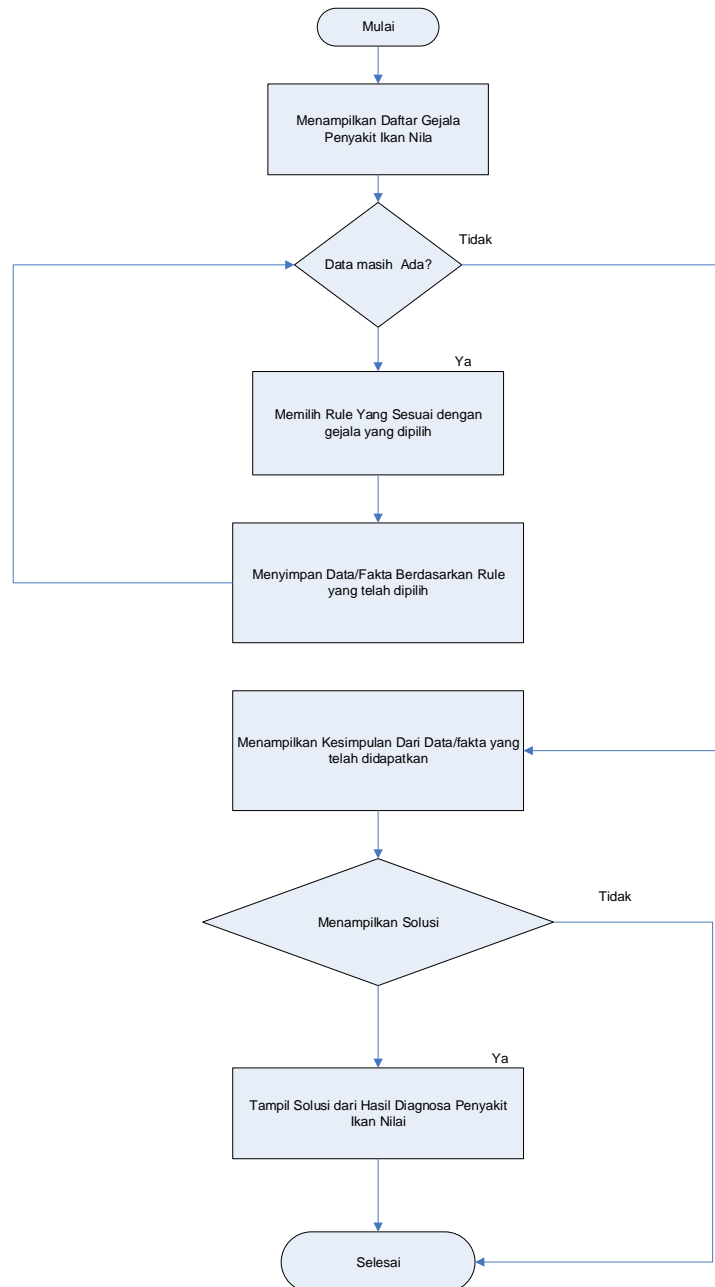 Mulai
Menampilkan Daftar Gejala
Penyakit Ikan Nila
Tidak
Data masih Ada?
Ya
Memilih Rule Yang Sesuai dengan
gejala yang dipilih
Menyimpan Data/Fakta Berdasarkan Rule
yang telah dipilih
Menampilkan Kesimpulan Dari Data/fakta yang
telah didapatkan
Tidak
Menampilkan Solusi
Ya
Tampil Solusi dari Hasil Diagnosa Penyakit
Ikan Nilai
Selesai